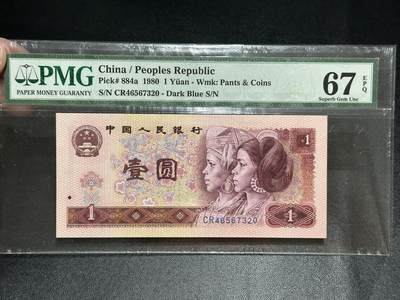 PMG
PAPER MONEY GUARANTY
China / Peoples Republic
Pick# 884a 1980 1 Yüan - Wmk: Pants & Coins
S/N CR46567320 - Dark Blue S/N
67 EPQ
Superb Gem Unc
中国人民银行
壹圆
1
1
1
CR46567320